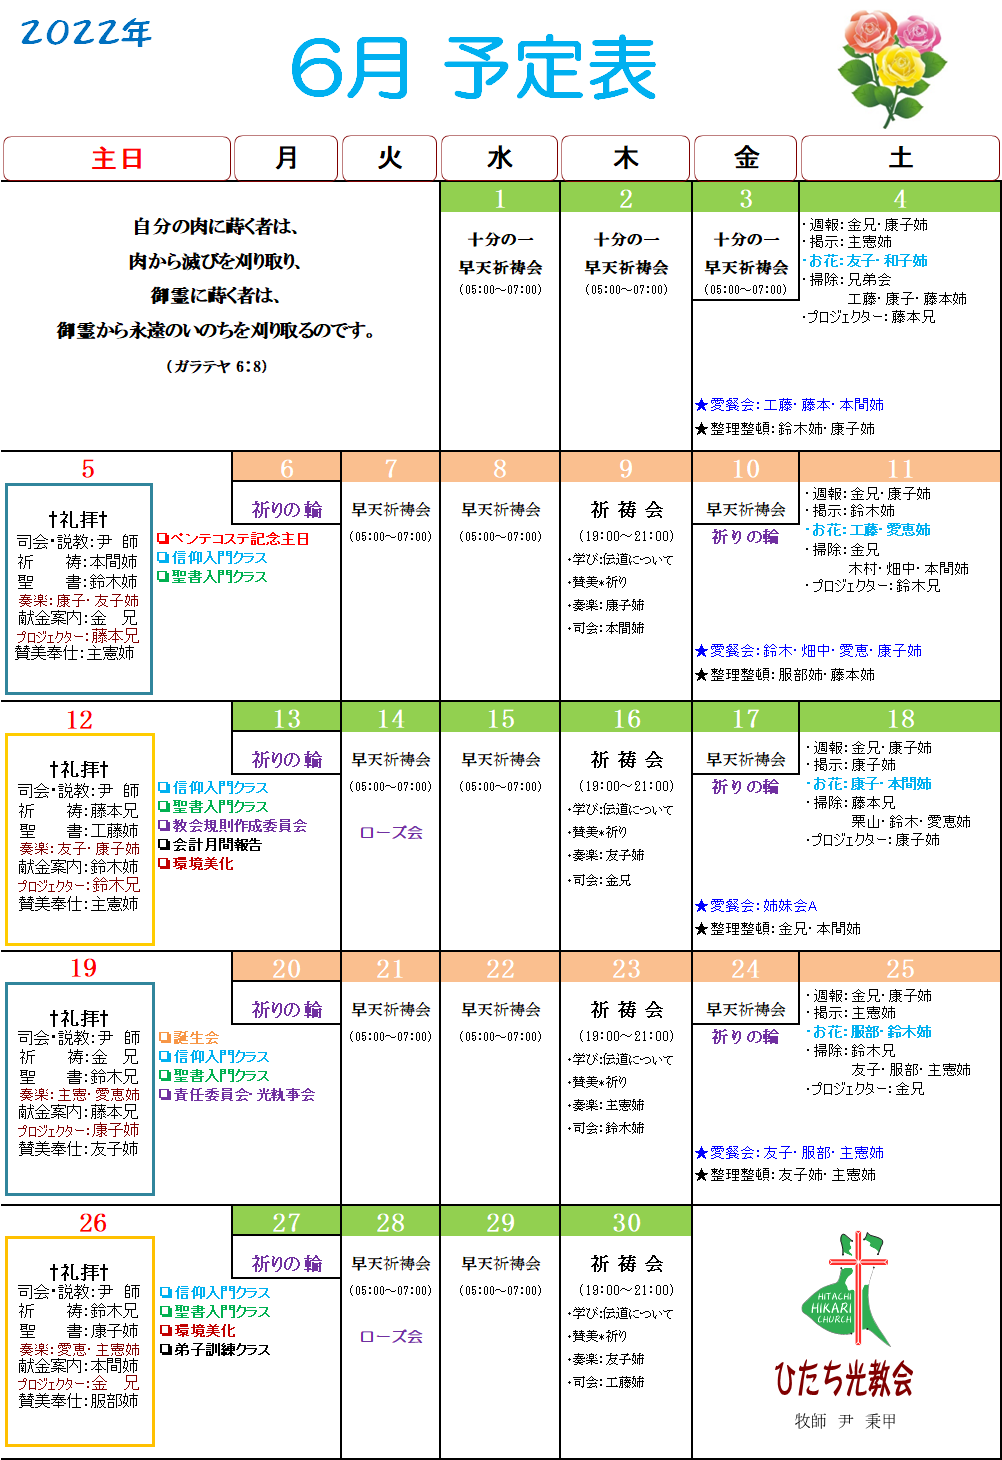 2022年
6月 予定表
主日 月 火 水 木 金 土
自分の肉に蒔く者は、
肉から滅びを刈り取り、
御霊に蒔く者は、
御霊から永遠のいのちを刈り取るのです。
（ガラテヤ 6：8）
1
十分の一
早天祈祷会
（05:00～07:00）
2
十分の一
早天祈祷会
（05:00～07:00）
3
十分の一
早天祈祷会
（05:00～07:00）
4
・週報：金兄・康子姉
・掲示：主憲姉
・お花：友子・和子姉
・掃除：兄弟会
工藤・康子・藤本姉
・プロジェクター：藤本兄
★愛餐会：工藤・藤本・本間姉
★整理整頓：鈴木姉・康子姉
5
†礼拝†
司会・説教：尹 師
祈 祷：本間姉
聖 書：鈴木姉
奏楽：康子・友子姉
献金案内：金 兄
プロジェクター：藤本兄
賛美奉仕：主憲姉
❏ペンテコステ記念主日
❏信仰入門クラス
❏聖書入門クラス
6
祈りの輪
7
早天祈祷会
（05:00～07:00）
8
早天祈祷会
（05:00～07:00）
9
祈 祷 会
（19:00～21:00）
・学び:伝道について
・賛美*祈り
・奏楽：康子姉
・司会：本間姉
10
早天祈祷会
祈りの輪
11
・週報：金兄・康子姉
・掲示：鈴木姉
・お花：工藤・愛恵姉
・掃除：金兄
木村・畑中・本間姉
・プロジェクター：鈴木兄
★愛餐会：鈴木・畑中・愛恵・康子姉
★整理整頓：服部姉・藤本姉
12
†礼拝†
司会・説教：尹 師
祈 祷：藤本兄
聖 書：工藤姉
奏楽：友子・康子姉
献金案内：鈴木姉
プロジェクター：鈴木兄
賛美奉仕：主憲姉
❏信仰入門クラス
❏聖書入門クラス
❏教会規則作成委員会
❏会計月間報告
❏環境美化
13
祈りの輪
14
早天祈祷会
（05:00～07:00）
ローズ会
15
早天祈祷会
（05:00～07:00）
16
祈 祷 会
（19:00～21:00）
・学び:伝道について
・賛美*祈り
・奏楽：友子姉
・司会：金兄
17
早天祈祷会
祈りの輪
18
・週報：金兄・康子姉
・掲示：康子姉
・お花：康子・本間姉
・掃除：藤本兄
栗山・鈴木・愛恵姉
・プロジェクター：康子姉
★愛餐会：姉妹会A
★整理整頓：金兄・本間姉
19
†礼拝†
司会・説教：尹 師
祈 祷：金 兄
聖 書：鈴木兄
奏楽：主憲・愛恵姉
献金案内：藤本兄
プロジェクター：康子姉
賛美奉仕：友子姉
❏誕生会
❏信仰入門クラス
❏聖書入門クラス
❏責任委員会・光執事会
20
祈りの輪
21
早天祈祷会
（05:00～07:00）
22
早天祈祷会
（05:00～07:00）
23
祈 祷 会
（19:00～21:00）
・学び:伝道について
・賛美*祈り
・奏楽：主憲姉
・司会：鈴木姉
24
早天祈祷会
祈りの輪
25
・週報：金兄・康子姉
・掲示：主憲姉
・お花：服部・鈴木姉
・掃除：鈴木兄
友子・服部・主憲姉
・プロジェクター：金兄
★愛餐会：友子・服部・主憲姉
★整理整頓：友子姉・主憲姉
26
†礼拝†
司会・説教：尹 師
祈 祷：鈴木兄
聖 書：康子姉
奏楽：愛恵・主憲姉
献金案内：本間姉
プロジェクター：金 兄
賛美奉仕：服部姉
❏信仰入門クラス
❏聖書入門クラス
❏環境美化
❏弟子訓練クラス
27
祈りの輪
28
早天祈祷会
（05:00～07:00）
ローズ会
29
早天祈祷会
（05:00～07:00）
30
祈 祷 会
（19:00～21:00）
・学び:伝道について
・賛美*祈り
・奏楽：友子姉
・司会：工藤姉
HITACHI
HIKARI
CHURCH
ひたち光教会
牧師 尹 秉甲